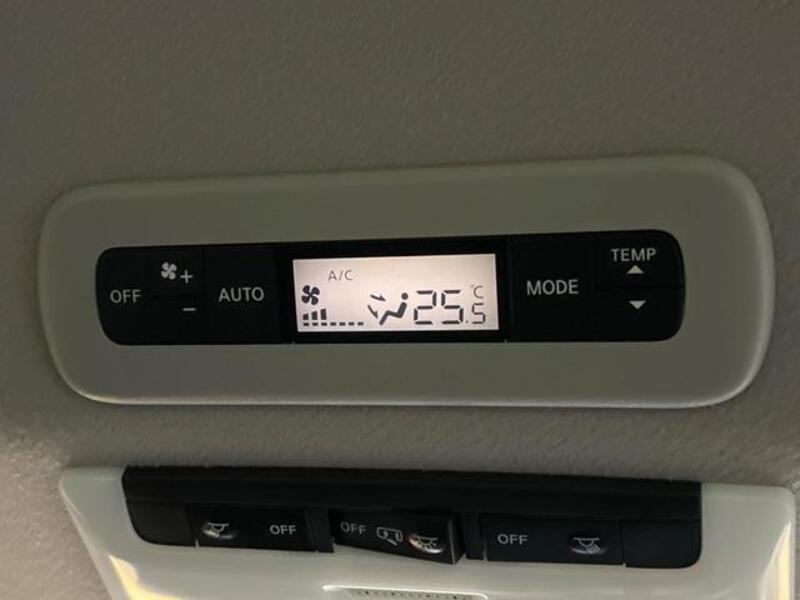 OFF
+
-
AUTO
A/C
25.5 °C
MODE
TEMP
OFF
OFF
OFF